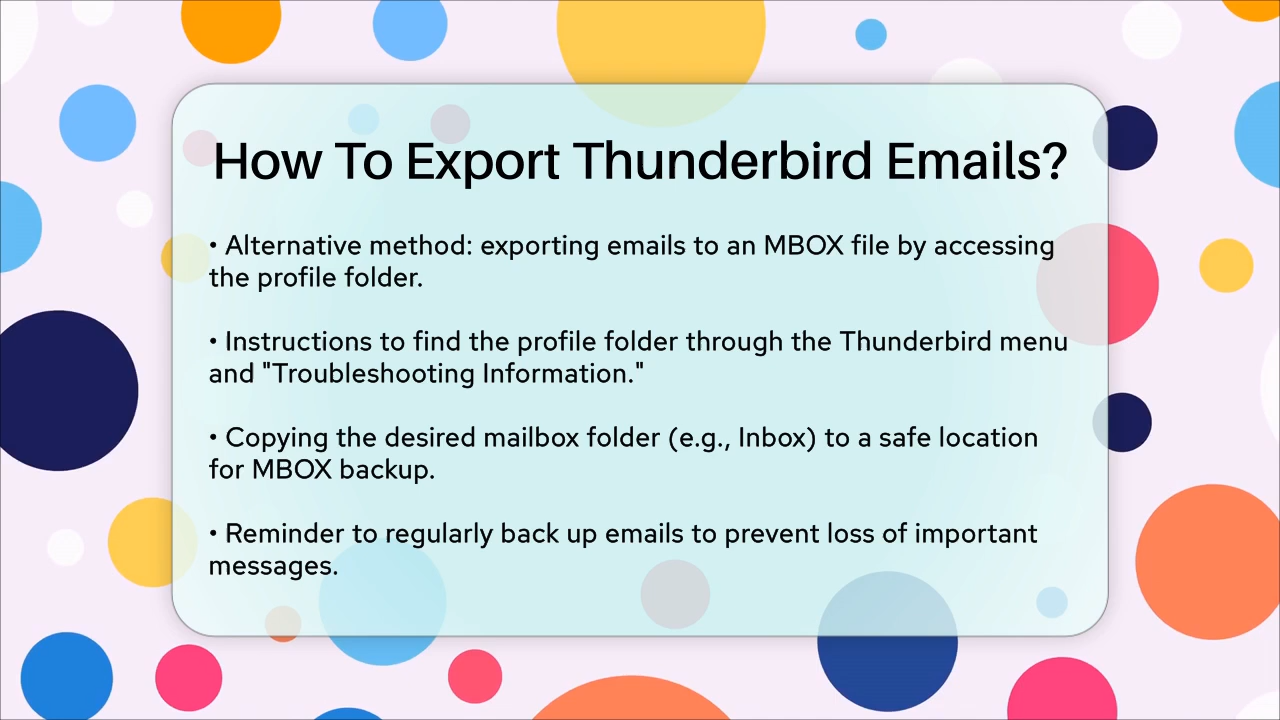 How To Export Thunderbird Emails?
• Alternative method: exporting emails to an MBOX file by accessing
the profile folder.
• Instructions to find the profile folder through the Thunderbird menu
and "Troubleshooting Information."
• Copying the desired mailbox folder (e.g., Inbox) to a safe location
for MBOX backup.
• Reminder to regularly back up emails to prevent loss of important
messages.